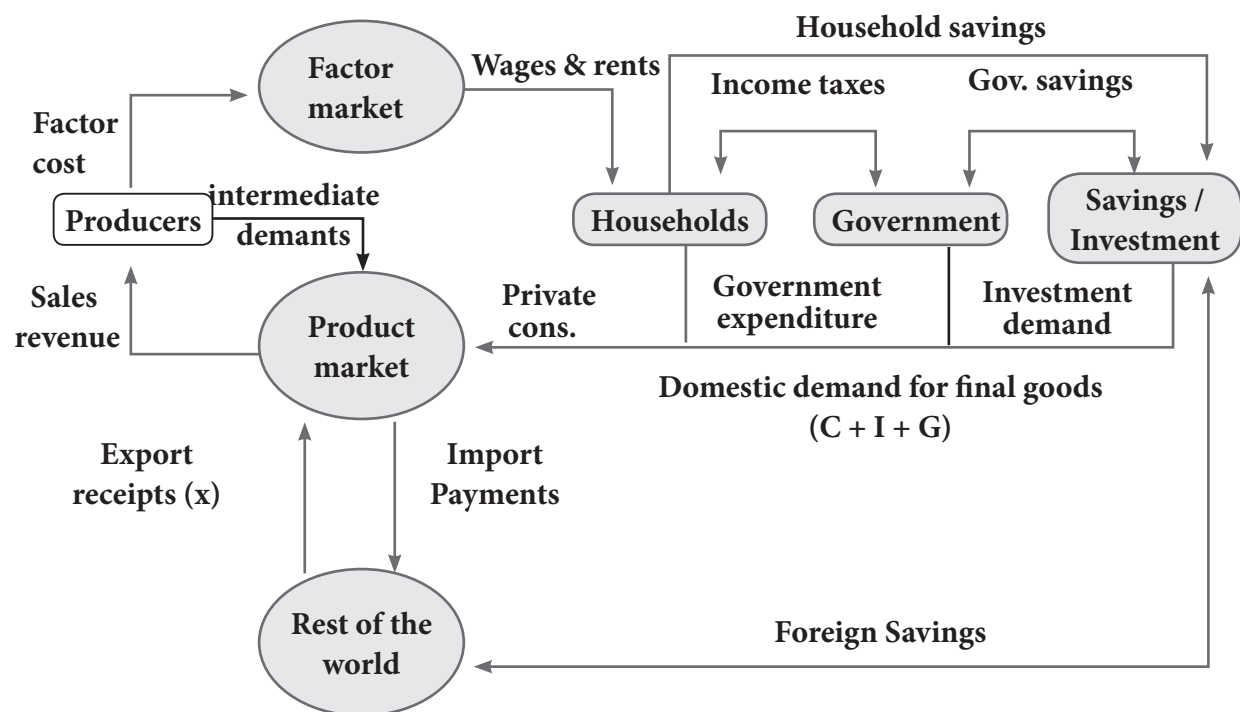 Household savings
Factor
market
Wages & rents
Income taxes
Gov. savings
Factor
cost
Producers
intermediate
demants
Households
Government
Savings /
Investment
Sales
revenue
Product
market
Private
cons.
Government
expenditure
Investment
demand
Domestic demand for final goods
(C + I + G)
Export
receipts (x)
Import
Payments
Rest of the
world
Foreign Savings